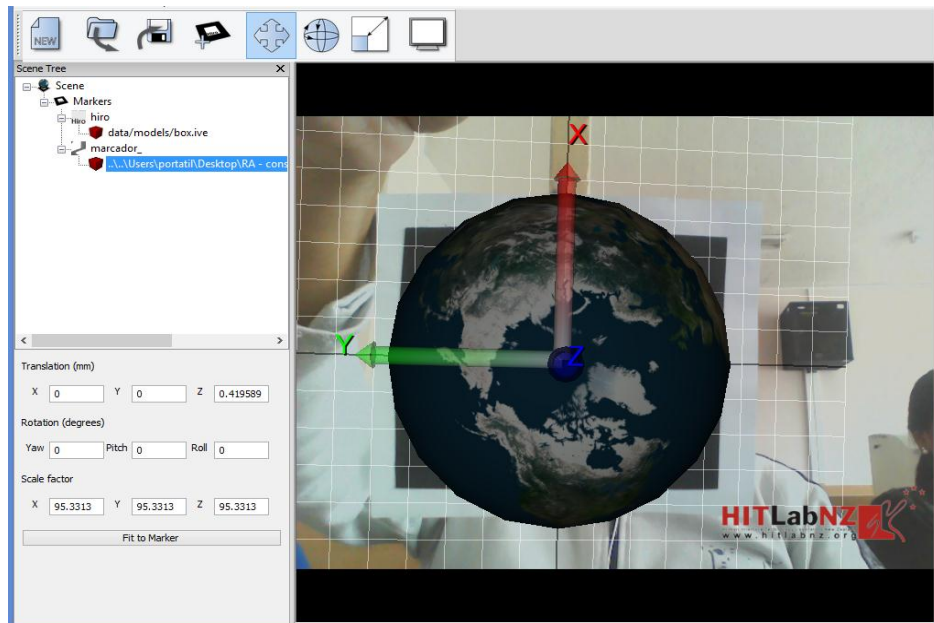 NEW
Scene Tree X
Scene
Markers
Hiro hiro
data/models/box.ive
marcador_
..\..\Users\portatil\Desktop\RA - cons
Translation (mm)
X 0 Y 0 Z 0.419589
Rotation (degrees)
Yaw 0 Pitch 0 Roll 0
Scale factor
X 95.3313 Y 95.3313 Z 95.3313
Fit to Marker
X
Y
Z
HITLabNZ
www.hitlabnz.org